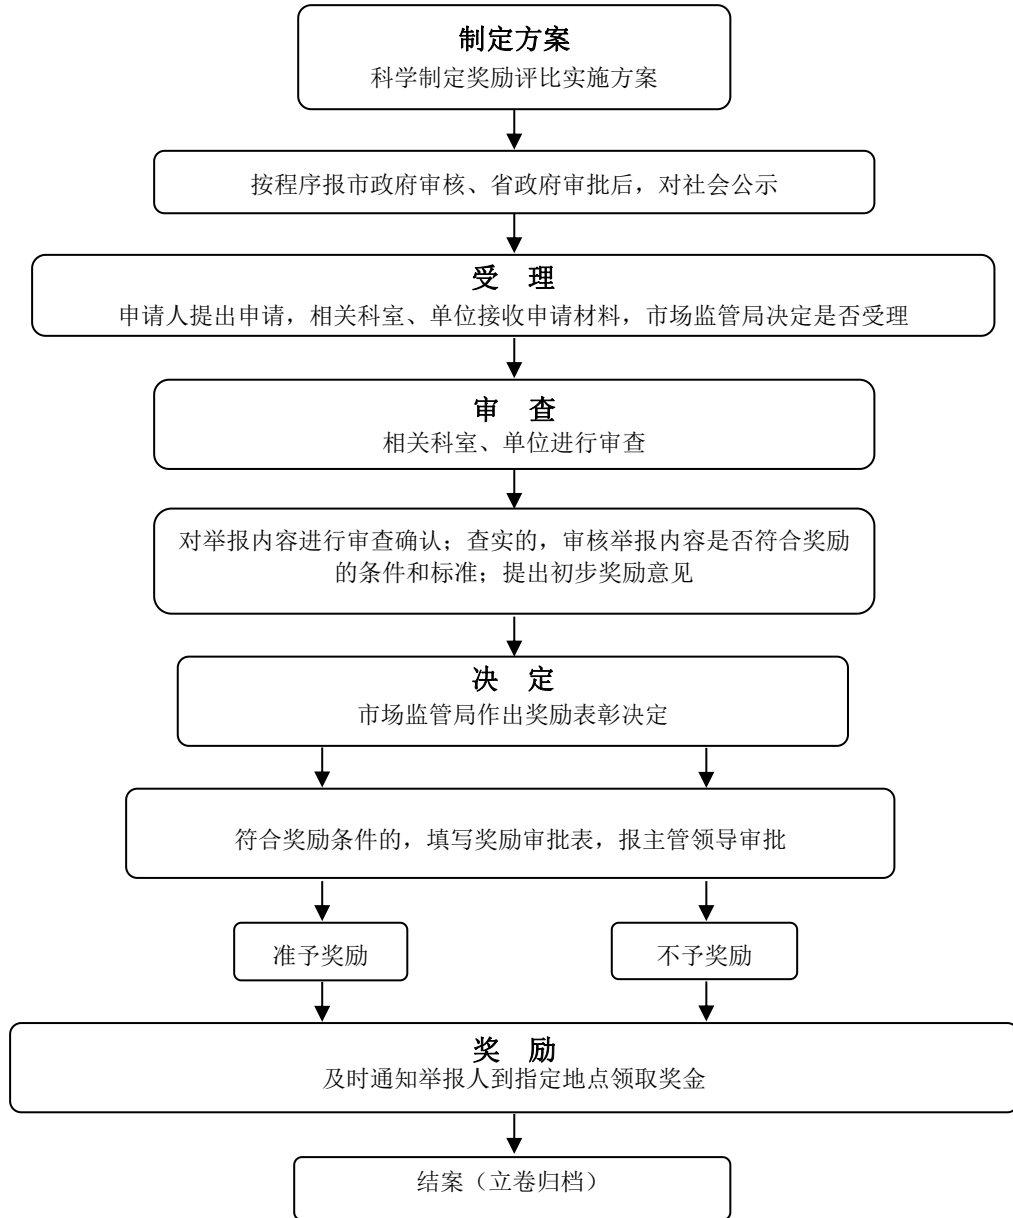 制定方案
科学制定奖励评比实施方案
按程序报市政府审核、省政府审批后，对社会公示
受　理
申请人提出申请，相关科室、单位接收申请材料，市场监管局决定是否受理
审　查
相关科室、单位进行审查
对举报内容进行审查确认；查实的，审核举报内容是否符合奖励
的条件和标准；提出初步奖励意见
决　定
市场监管局作出奖励表彰决定
符合奖励条件的，填写奖励审批表，报主管领导审批
准予奖励
不予奖励
奖　励
及时通知举报人到指定地点领取奖金
结案（立卷归档）